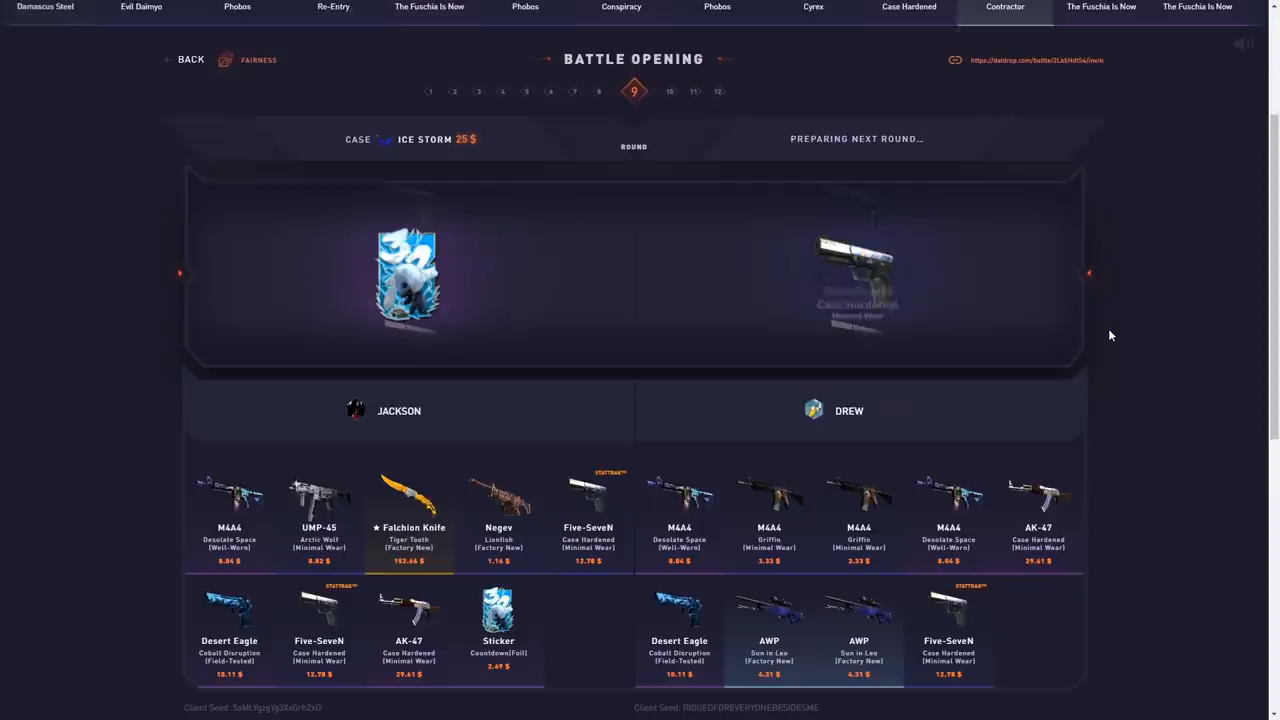 Damascus Steel Evil Daimyo Phobos Re-Entry The Fuschia Is Now Phobos Conspiracy Phobos Cyrex Case Hardened Contractor The Fuschia Is Now The Fuschia Is Now
← BACK FAIRNESS BATTLE OPENING
1 2 3 4 5 6 7 8 9 10 11 12
CASE ICE STORM 25 $ ROUND PREPARING NEXT ROUND...
32
Case Hardened
Minimal Wear
JACKSON DREW
STATTRAK™
M4A4 UMP-45 ★ Falchion Knife Negev Five-SeveN M4A4 M4A4 M4A4 M4A4 AK-47
Desolate Space Arctic Wolf Tiger Tooth Lionfish Case Hardened Desolate Space Griffin Griffin Desolate Space Case Hardened
(Well-Worn) (Minimal Wear) (Factory New) (Factory New) (Minimal Wear) (Well-Worn) (Minimal Wear) (Minimal Wear) (Well-Worn) (Minimal Wear)
8.04 $ 8.82 $ 152.66 $ 1.16 $ 12.78 $ 8.04 $ 3.33 $ 3.33 $ 8.04 $ 29.61 $
STATTRAK™ STATTRAK™
Desert Eagle Five-SeveN AK-47 Sticker Desert Eagle AWP AWP Five-SeveN
Cobalt Disruption Case Hardened Case Hardened Countdown(Foil) Cobalt Disruption Sun in Leo Sun in Leo Case Hardened
(Field-Tested) (Minimal Wear) (Minimal Wear) (Field-Tested) (Factory New) (Factory New) (Minimal Wear)
10.11 $ 12.78 $ 29.61 $ 2.69 $ 10.11 $ 4.31 $ 4.31 $ 12.78 $
Client Seed: Client Seed: RIDGEDFOREVERYONEBESIDESME